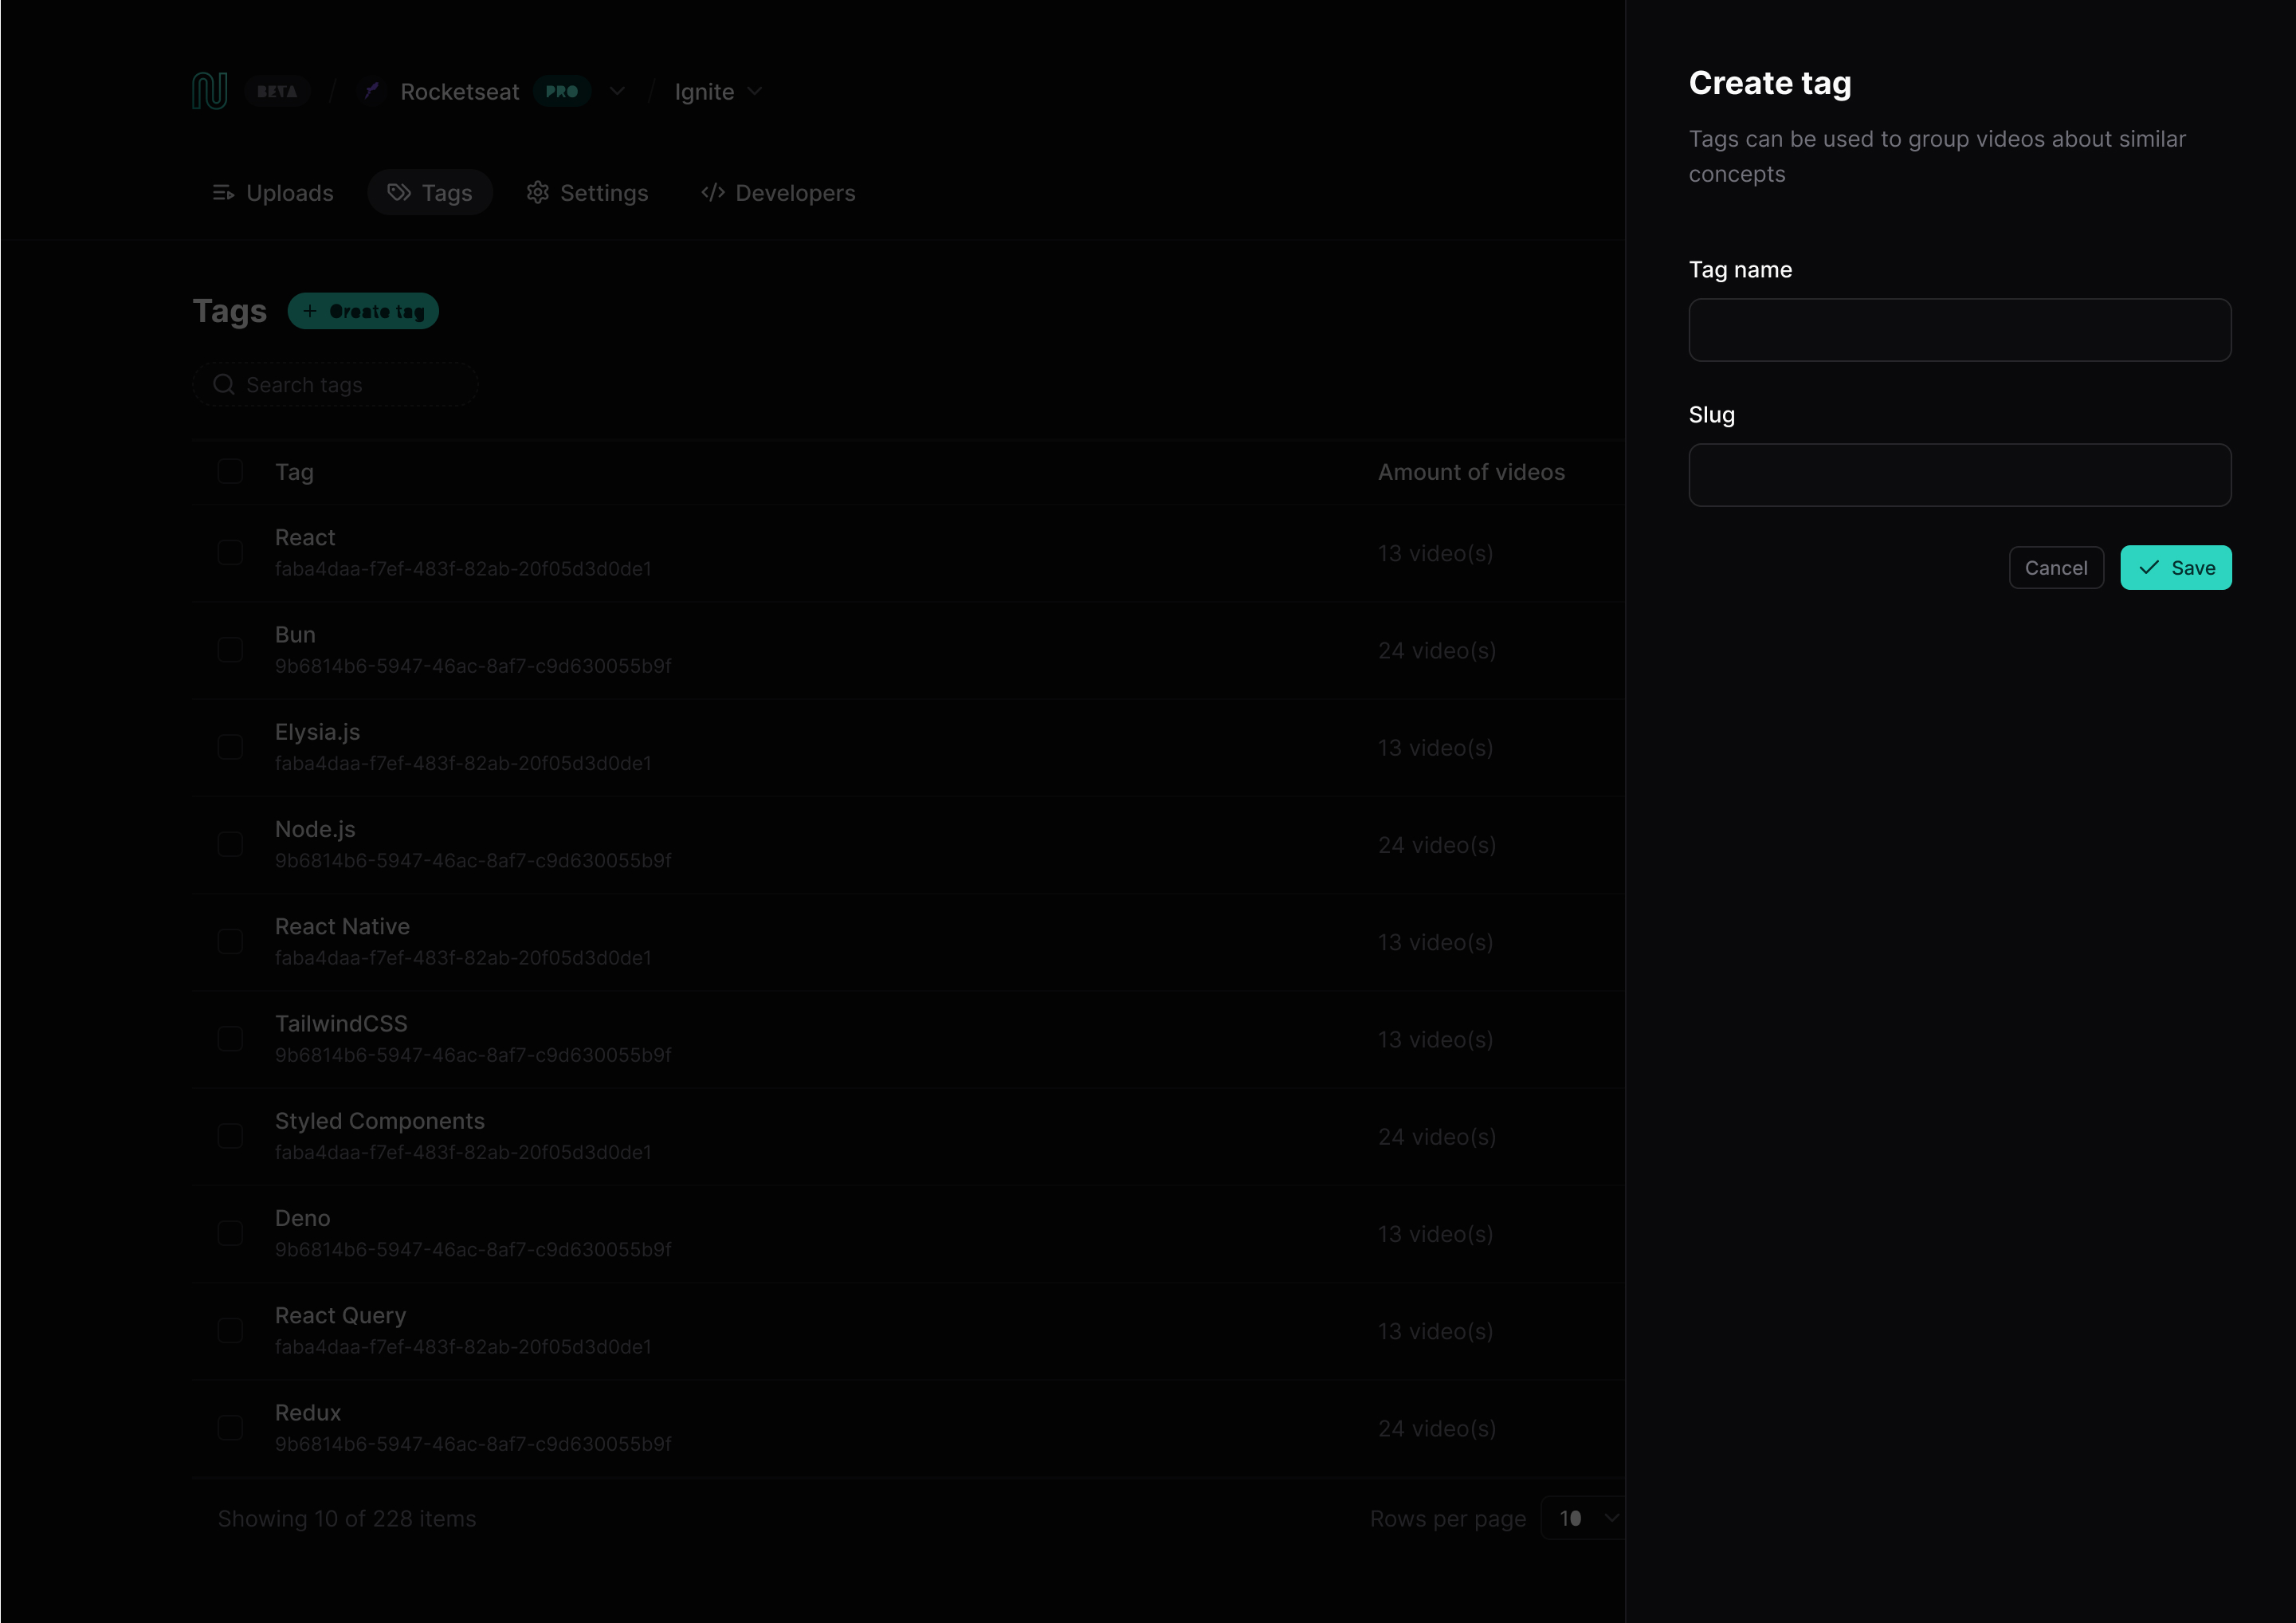 BETA / Rocketseat PRO / Ignite
Uploads Tags Settings Developers
Tags + Create tag
Search tags
Tag Amount of videos
React
faba4daa-f7ef-483f-82ab-20f05d3d0de1
13 video(s)
Bun
9b6814b6-5947-46ac-8af7-c9d630055b9f
24 video(s)
Elysia.js
faba4daa-f7ef-483f-82ab-20f05d3d0de1
13 video(s)
Node.js
9b6814b6-5947-46ac-8af7-c9d630055b9f
24 video(s)
React Native
faba4daa-f7ef-483f-82ab-20f05d3d0de1
13 video(s)
TailwindCSS
9b6814b6-5947-46ac-8af7-c9d630055b9f
13 video(s)
Styled Components
faba4daa-f7ef-483f-82ab-20f05d3d0de1
24 video(s)
Deno
9b6814b6-5947-46ac-8af7-c9d630055b9f
13 video(s)
React Query
faba4daa-f7ef-483f-82ab-20f05d3d0de1
13 video(s)
Redux
9b6814b6-5947-46ac-8af7-c9d630055b9f
24 video(s)
Showing 10 of 228 items
Rows per page 10
Create tag
Tags can be used to group videos about similar
concepts
Tag name
Slug
Cancel Save